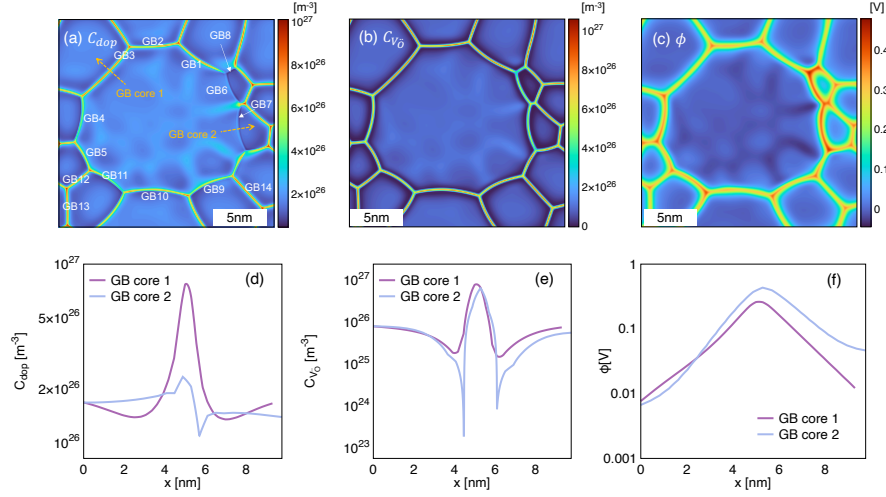 [m⁻³]
10²⁷
8×10²⁶
6×10²⁶
4×10²⁶
2×10²⁶
(a) C_dop
GB8
GB2
GB3
GB1
GB core 1
GB6
GB7
GB4
GB core 2
GB5
GB12
GB11
GB14
GB9
GB10
GB13
5nm
[m⁻³]
10²⁷
8×10²⁶
6×10²⁶
4×10²⁶
2×10²⁶
0
(b) C_VÖ
5nm
[V]
0.4
0.3
0.2
0.1
0
(c) ϕ
5nm
(d)
GB core 1
GB core 2
10²⁷
5×10²⁶
2×10²⁶
10²⁶
C_dop [m⁻³]
0 2 4 6 8
x [nm]
(e)
GB core 1
GB core 2
10²⁷
10²⁶
10²⁵
10²⁴
10²³
C_VÖ [m⁻³]
0 2 4 6 8
x [nm]
(f)
1
0.1
0.01
0.001
ϕ[V]
GB core 1
GB core 2
0 2 4 6 8
x [nm]